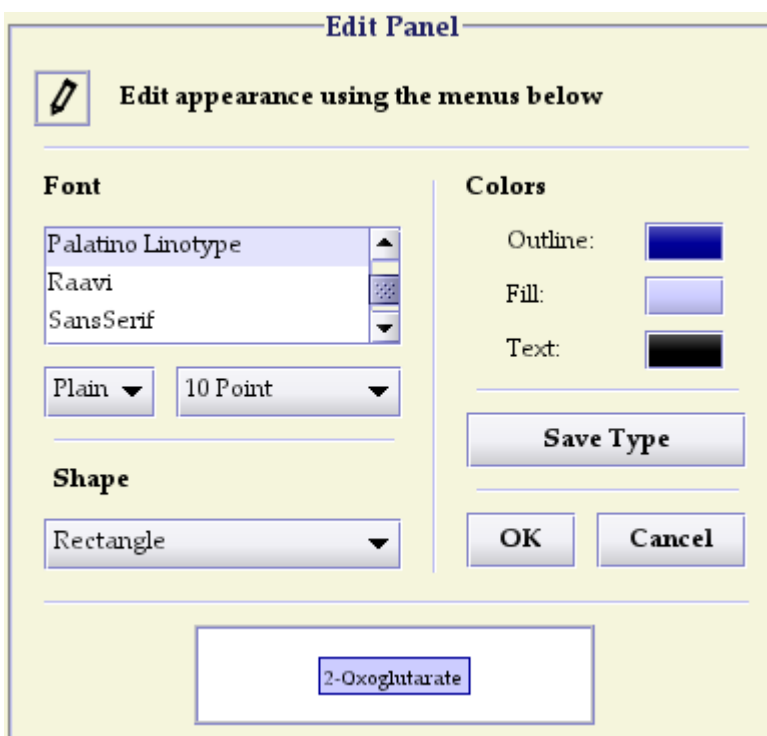 Edit Panel
Edit appearance using the menus below
Font
Palatino Linotype
Raavi
SansSerif
Plain
10 Point
Shape
Rectangle
Colors
Outline:
Fill:
Text:
Save Type
OK
Cancel
2-Oxoglutarate